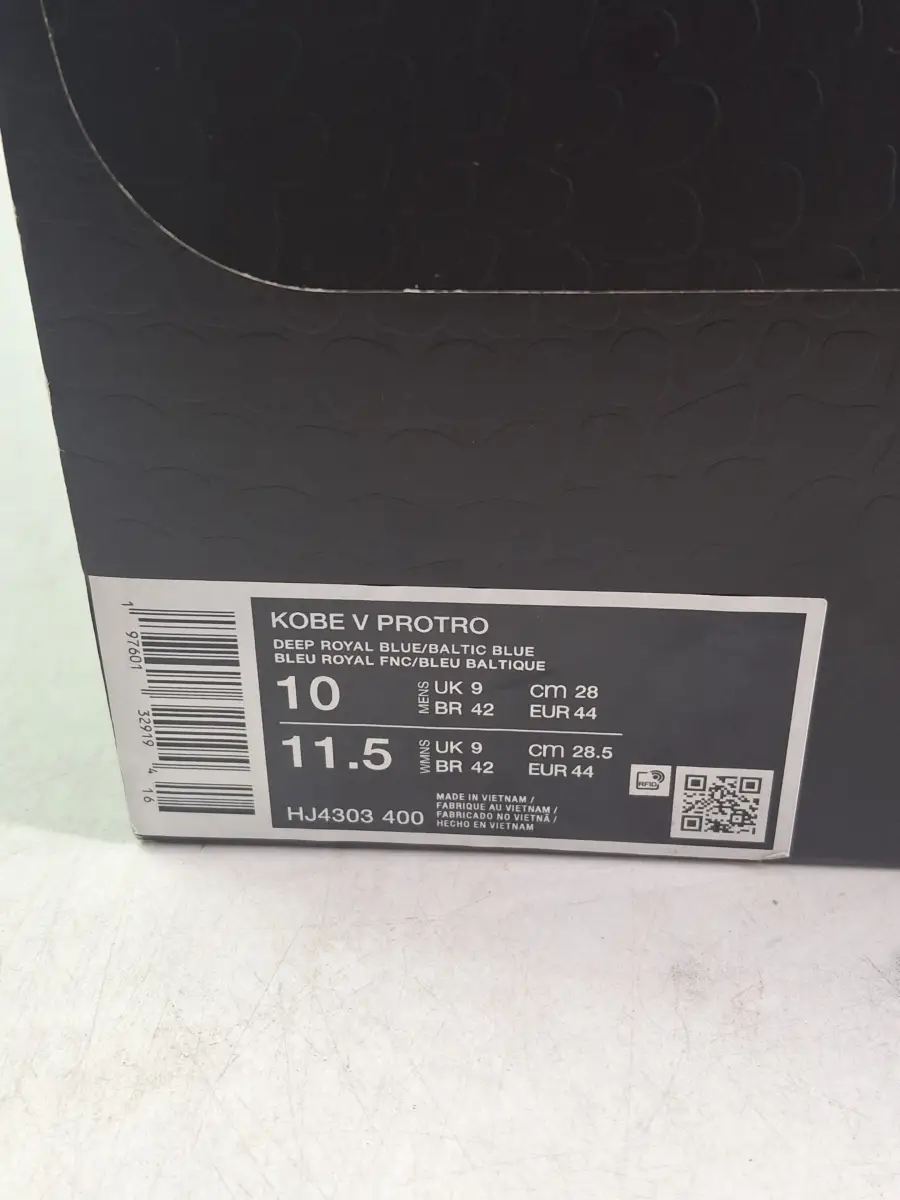 KOBE V PROTRO
DEEP ROYAL BLUE/BALTIC BLUE
BLEU ROYAL FNC/BLEU BALTIQUE
10
MENS
UK 9
CM 28
BR 42
EUR 44
11.5
WMNS
UK 9
CM 28.5
BR 42
EUR 44
HJ4303 400
MADE IN VIETNAM /
FABRIQUE AU VIETNAM /
FABRICADO NO VIETNÃ /
HECHO EN VIETNAM
RFID
1 97601 32919 4 16